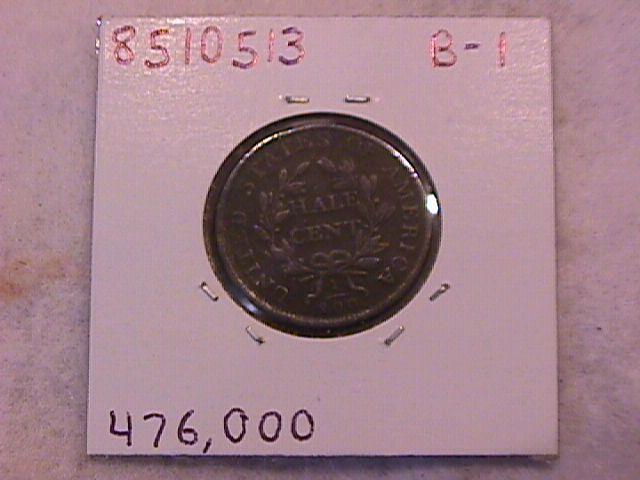 8510513 B-1
UNITED STATES OF AMERICA
HALF
CENT
476,000